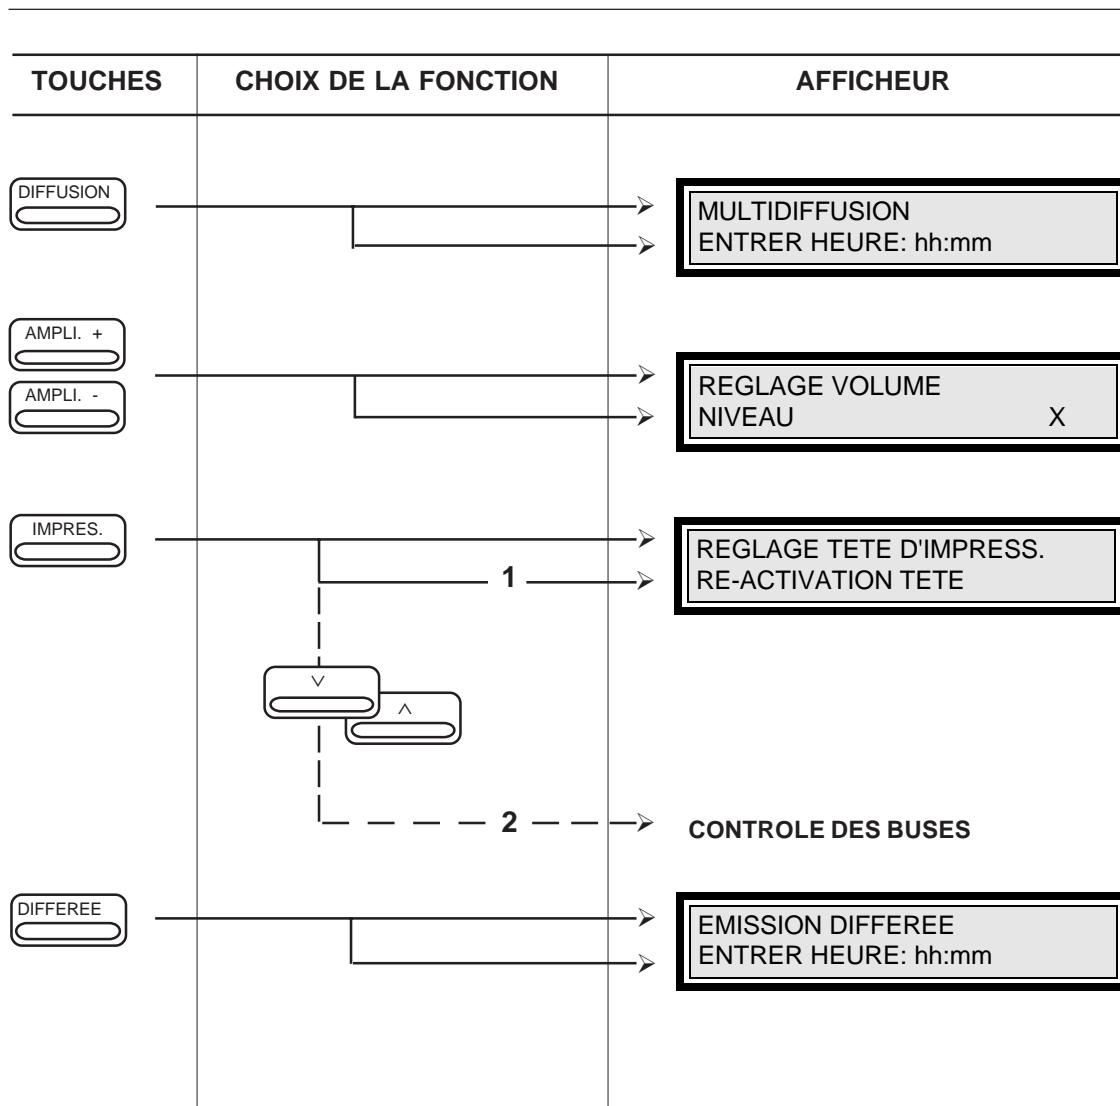 TOUCHES CHOIX DE LA FONCTION AFFICHEUR
DIFFUSION
MULTIDIFFUSION
ENTRER HEURE: hh:mm
AMPLI. +
AMPLI. -
REGLAGE VOLUME
NIVEAU X
IMPRES.
REGLAGE TETE D'IMPRESS.
1
RE-ACTIVATION TETE
2
CONTROLE DES BUSES
DIFFEREE
EMISSION DIFFEREE
ENTRER HEURE: hh:mm